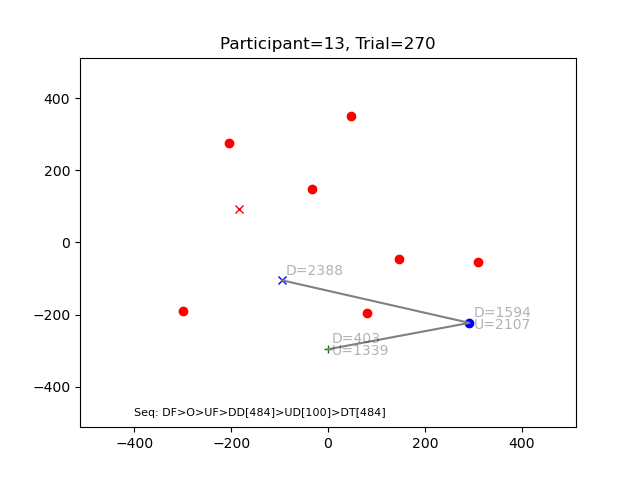 Participant=13, Trial=270
400
200
0
−200
−400
D=2388
D=1594
U=2107
D=403
U=1339
Seq: DF>O>UF>DD[484]>UD[100]>DT[484]
−400
−200
0
200
400